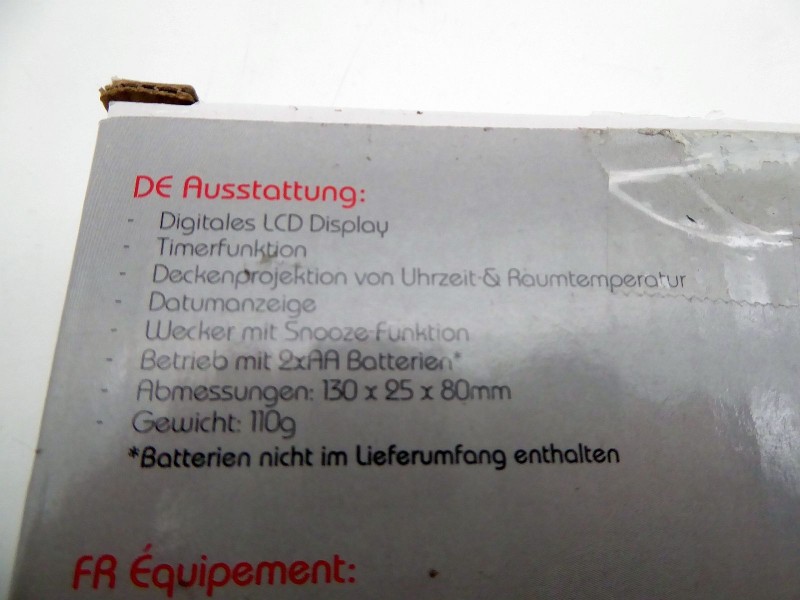 DE Ausstattung:
- Digitales LCD Display
- Timerfunktion
- Deckenprojektion von Uhrzeit & Raumtemperatur
- Datumanzeige
- Wecker mit Snooze-Funktion
- Betrieb mit 2xAA Batterien*
- Abmessungen: 130 x 25 x 80mm
- Gewicht: 110g
*Batterien nicht im Lieferumfang enthalten
FR Équipement: